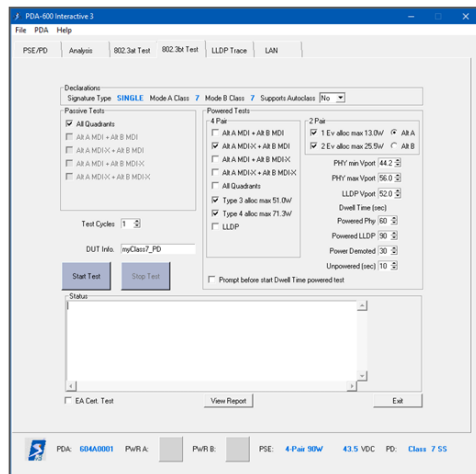 PDA-600 Interactive 3
File PDA Help
PSE/PD Analysis 802.3at Test 802.3bt Test LLDP Trace LAN
Declarations
Signature Type SINGLE Mode A Class 7 Mode B Class 7 Supports Autoclass No
Passive Tests
All Quadrants
Alt A MDI + Alt B MDI
Alt A MDI-X + Alt B MDI
Alt A MDI + Alt B MDI-X
Alt A MDI-X + Alt B MDI-X
Test Cycles 1
DUT Info. myClass7_PD
Start Test Stop Test
Powered Tests
4 Pair
Alt A MDI + Alt B MDI
Alt A MDI-X + Alt B MDI
Alt A MDI + Alt B MDI-X
Alt A MDI-X + Alt B MDI-X
All Quadrants
Type 3 alloc max 51.0W
Type 4 alloc max 71.3W
LLDP
2 Pair
1 Ev alloc max 13.0W Alt A
2 Ev alloc max 25.5W Alt B
PHY min Vport 44.2
PHY max Vport 56.0
LLDP Vport 52.0
Dwell Time (sec)
Powered Phy 60
Powered LLDP 90
Power Demoted 30
Unpowered (sec) 10
Prompt before start Dwell Time powered test
Status
EA Cert. Test View Report Exit
PDA: 604A0001 PWR A: PWR B: PSE: 4-Pair 90W 43.5 VDC PD: Class 7 SS